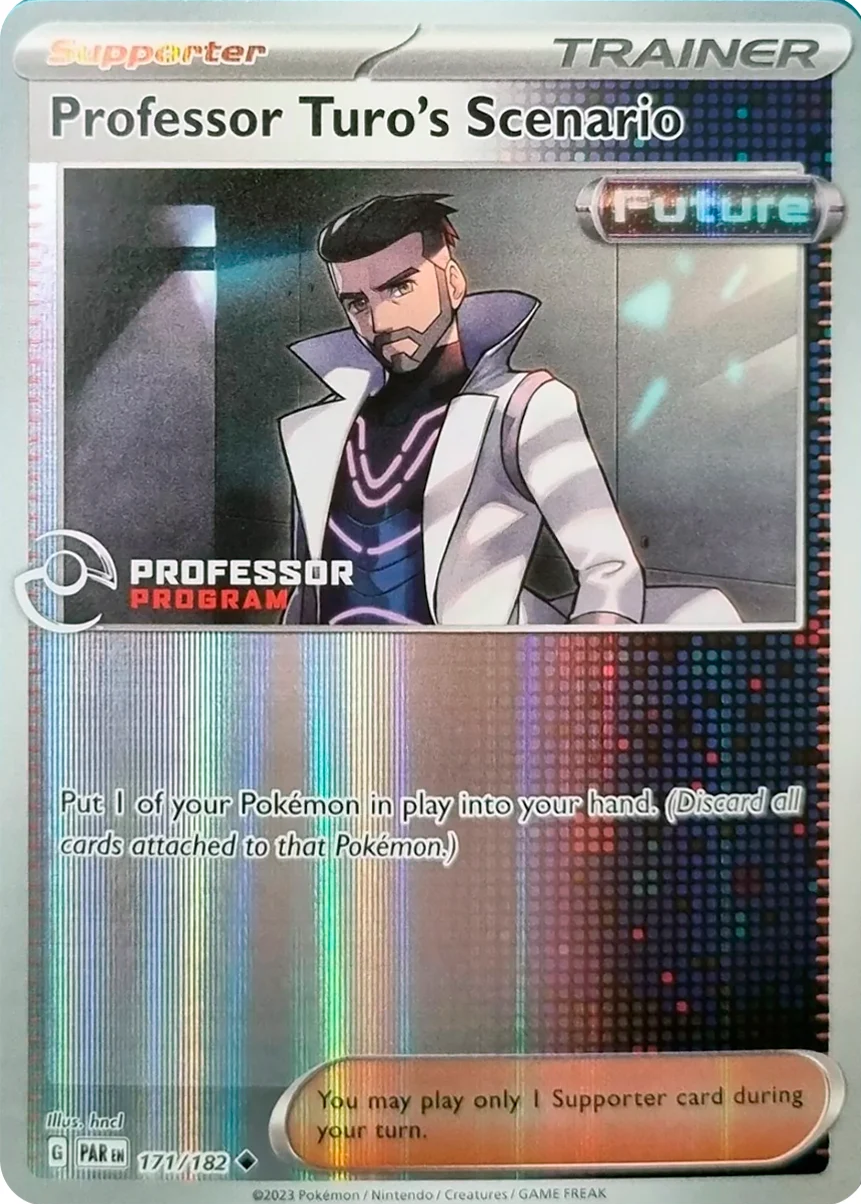 Supporter
TRAINER
Professor Turo's Scenario
Future
PROFESSOR
PROGRAM
Put 1 of your Pokémon in play into your hand. (Discard all
cards attached to that Pokémon.)
You may play only 1 Supporter card during
your turn.
Illus. hncl
G PAR EN 171/182
©2023 Pokémon / Nintendo / Creatures / GAME FREAK